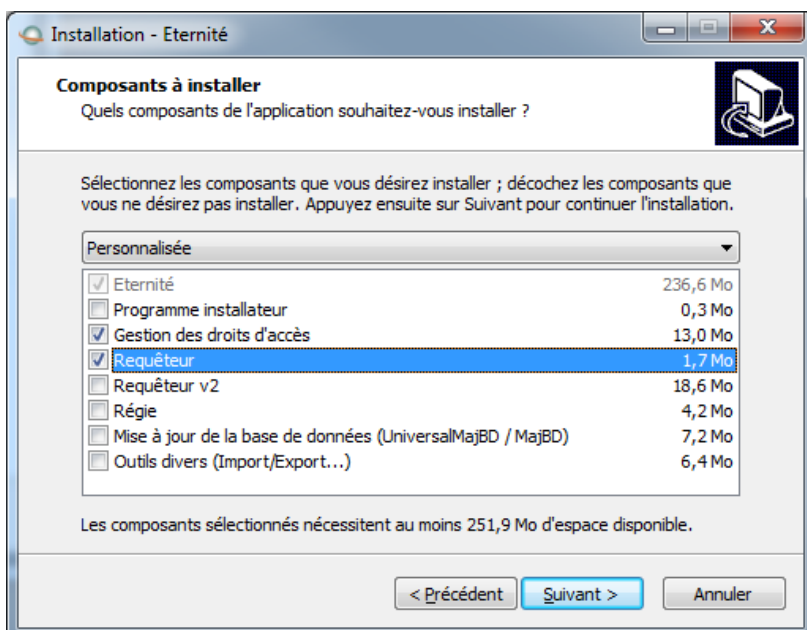 Installation - Eternité
Composants à installer
Quels composants de l'application souhaitez-vous installer ?
Sélectionnez les composants que vous désirez installer ; décochez les composants que
vous ne désirez pas installer. Appuyez ensuite sur Suivant pour continuer l'installation.
Personnalisée
Eternité 236,6 Mo
Programme installateur 0,3 Mo
Gestion des droits d'accès 13,0 Mo
Requêteur 1,7 Mo
Requêteur v2 18,6 Mo
Régie 4,2 Mo
Mise à jour de la base de données (UniversalMajBD / MajBD) 7,2 Mo
Outils divers (Import/Export...) 6,4 Mo
Les composants sélectionnés nécessitent au moins 251,9 Mo d'espace disponible.
< Précédent Suivant > Annuler